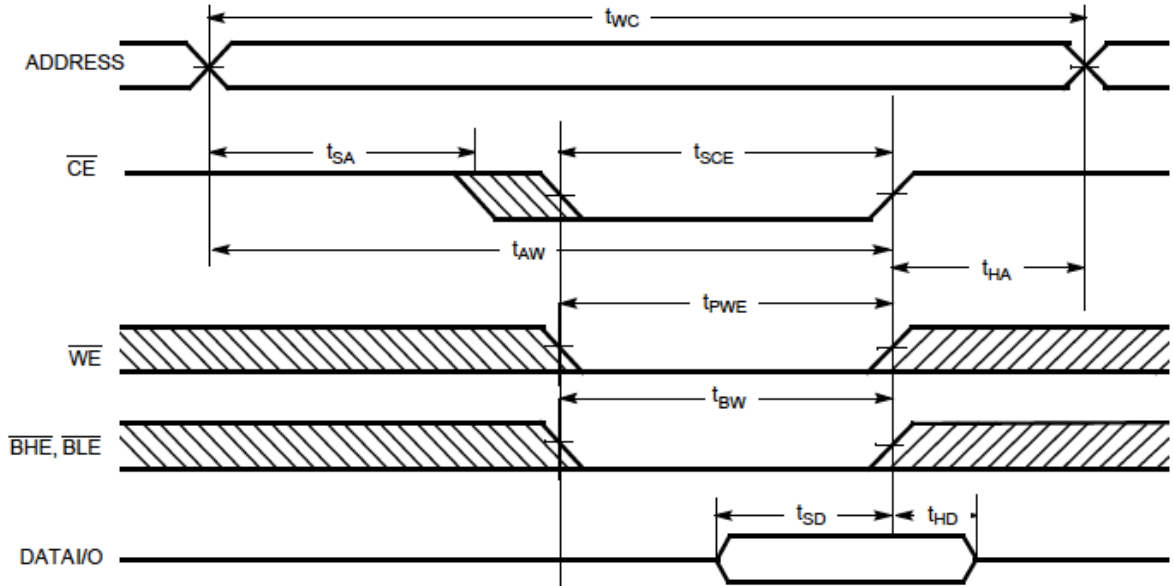 tWC
ADDRESS
tSA
tSCE
CE
tAW
tHA
tPWE
WE
tBW
BHE, BLE
tSD
tHD
DATAI/O